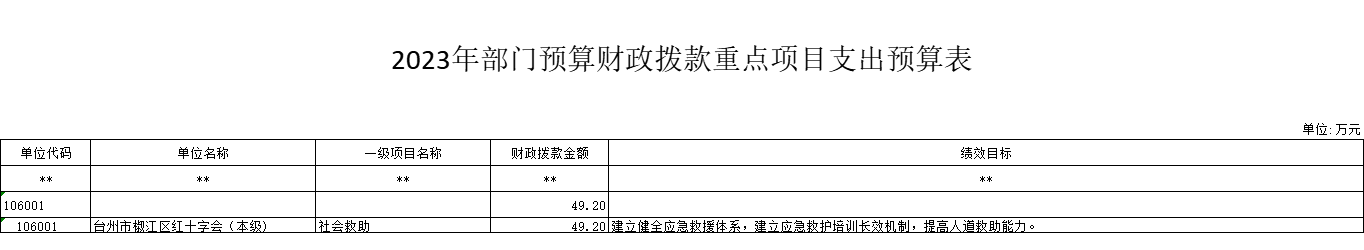 2023年部门预算财政拨款重点项目支出预算表
单位: 万元
单位代码 单位名称 一级项目名称 财政拨款金额 绩效目标
** ** ** ** **
106001 49.20
106001 台州市椒江区红十字会（本级） 社会救助 49.20 建立健全应急救援体系，建立应急救护培训长效机制，提高人道救助能力。